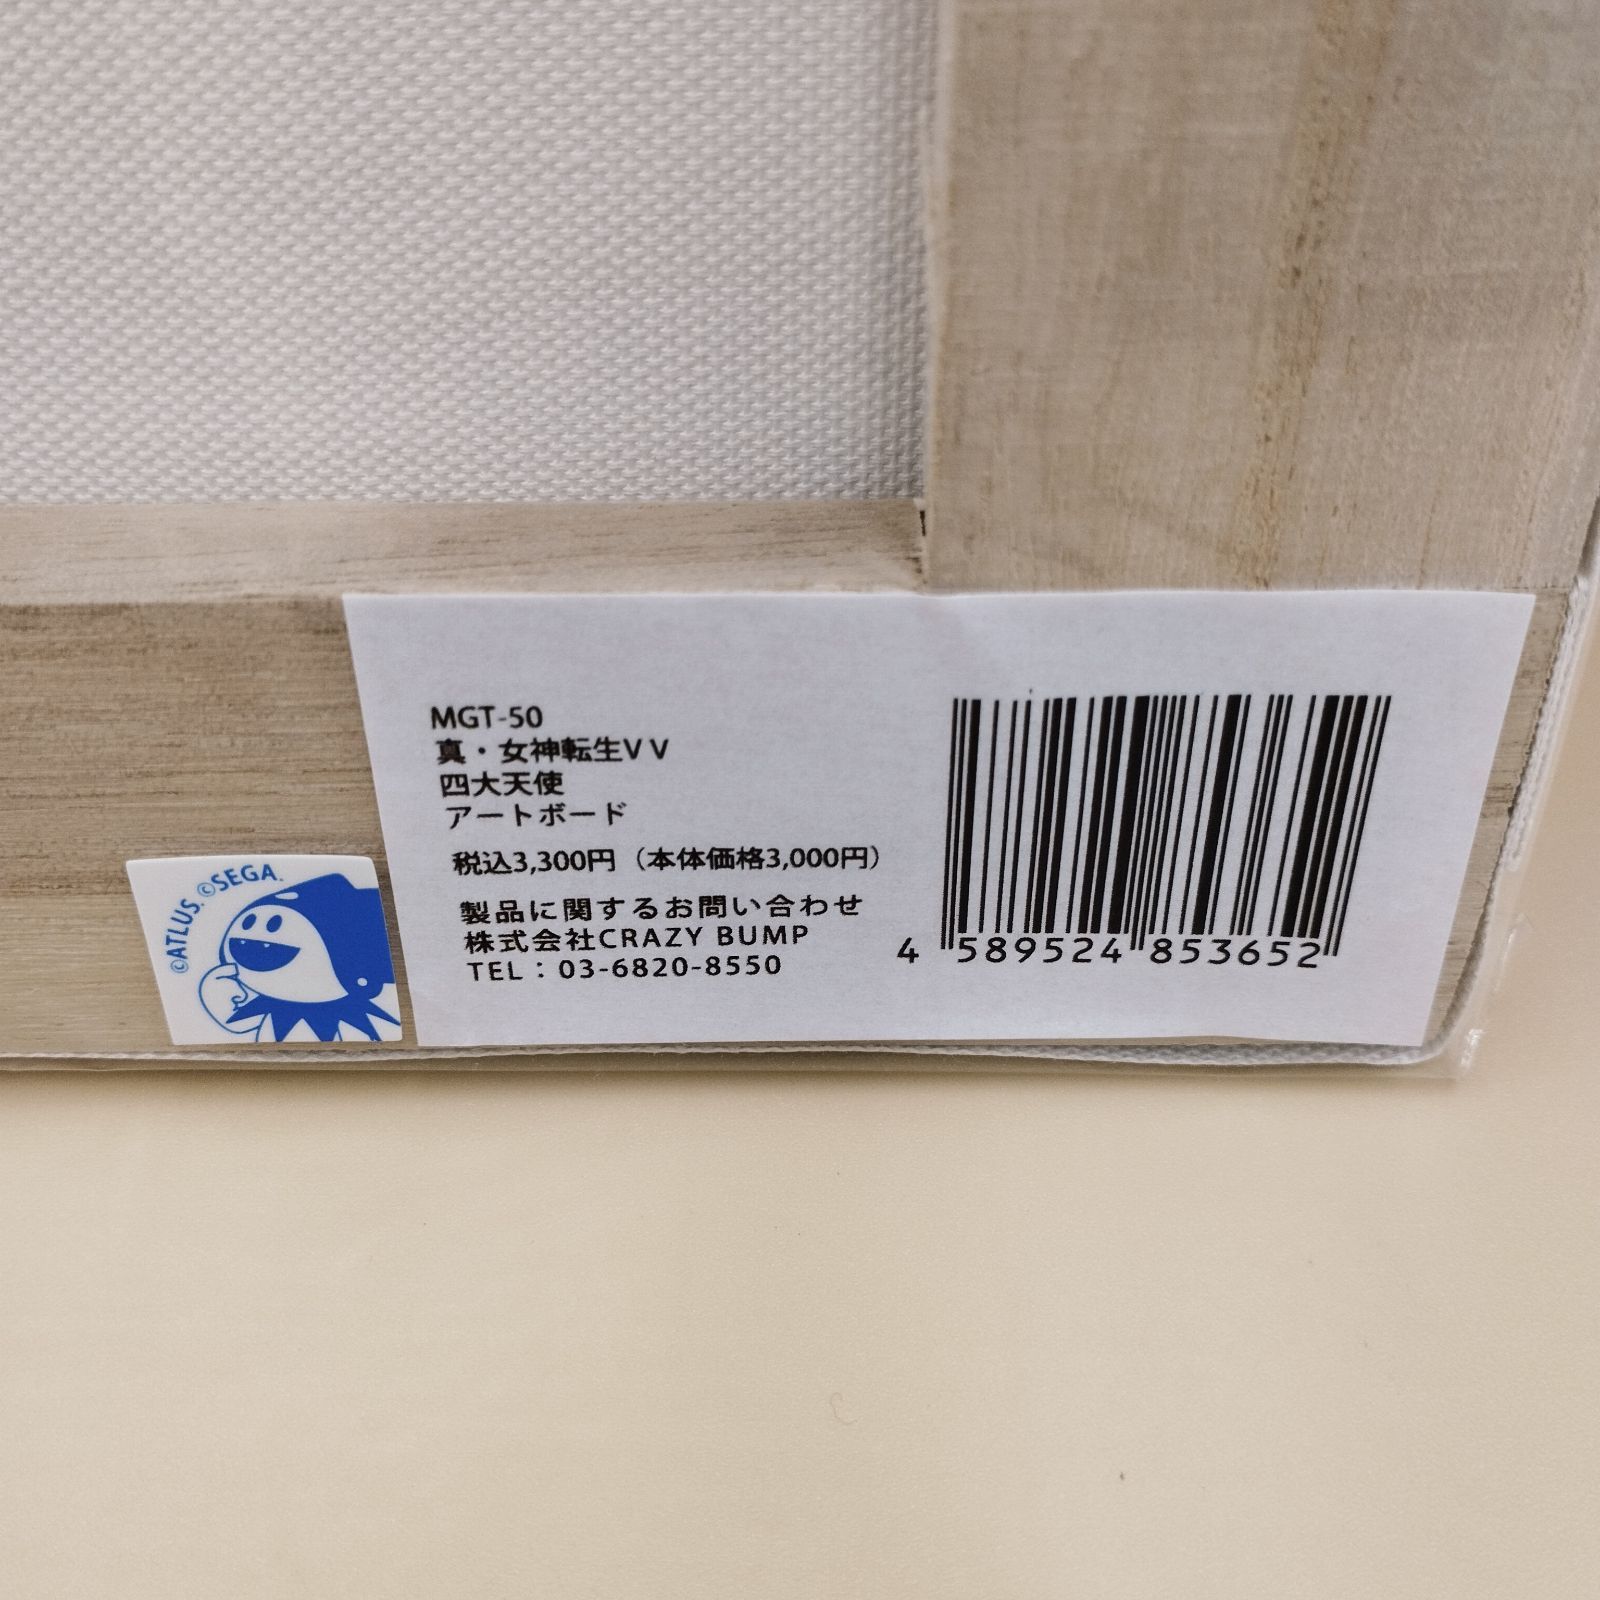 MGT-50
真・女神転生V V
四大天使
アートボード
税込3,300円（本体価格3,000円）
製品に関するお問い合わせ
株式会社CRAZY BUMP
TEL：03-6820-8550
4 589524 853652
©ATLUS. ©SEGA.